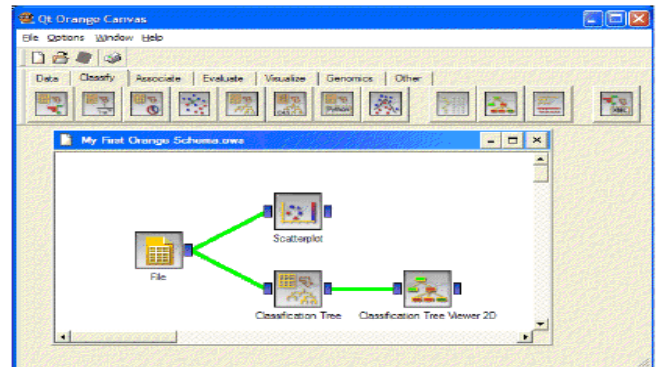 Qt Orange Canvas
File Options Window Help
Data Classify Associate Evaluate Visualize Genomics Other
Python
My First Orange Schema.ows
Scatterplot
File
Classification Tree Classification Tree Viewer 2D